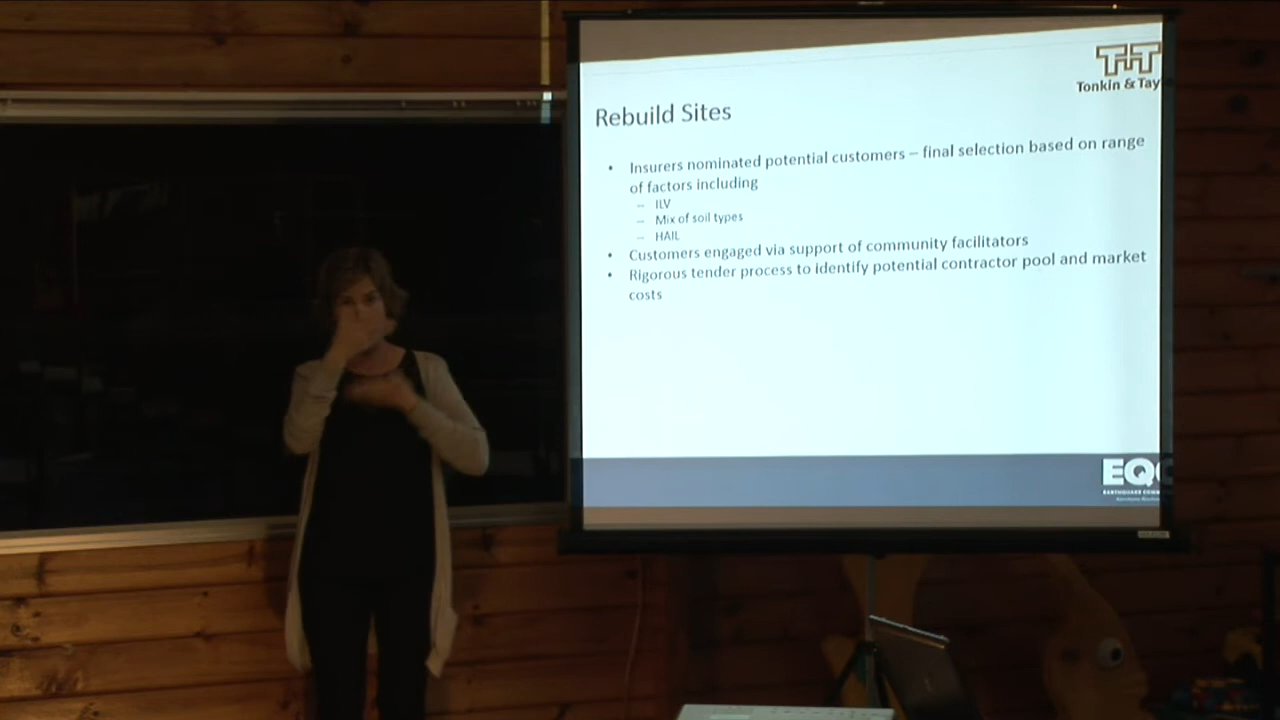 Tonkin & Tay
Rebuild Sites
• Insurers nominated potential customers – final selection based on range
of factors including
– ILV
– Mix of soil types
– HAIL
• Customers engaged via support of community facilitators
• Rigorous tender process to identify potential contractor pool and market
costs
EQC